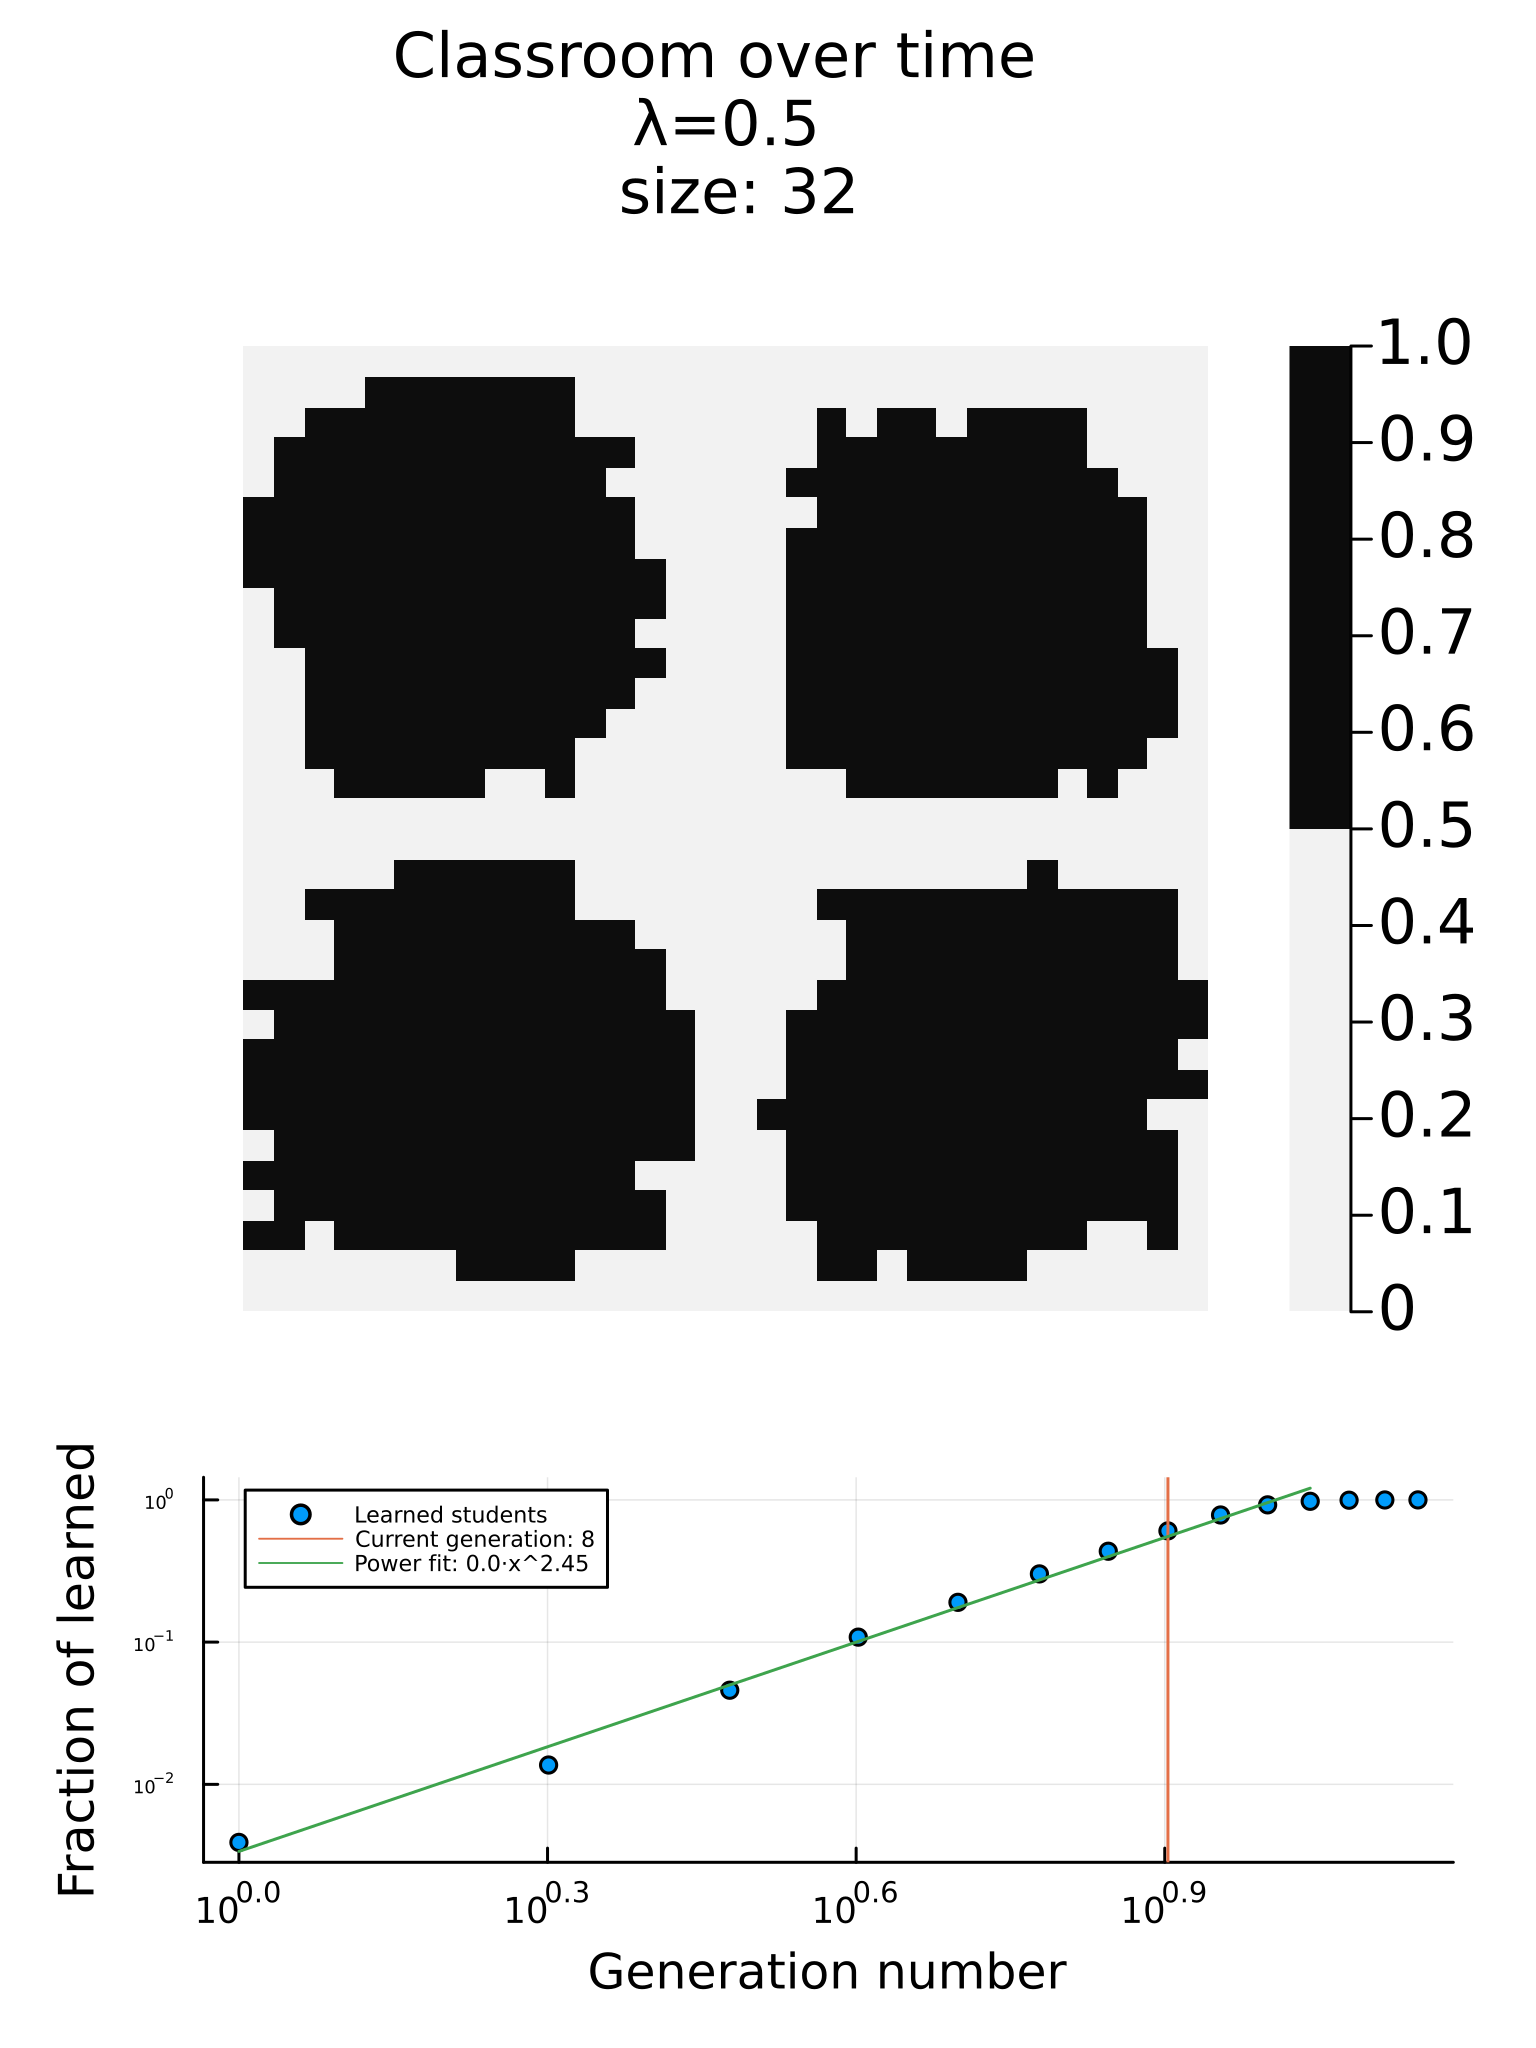 Classroom over time
λ=0.5
size: 32
1.0
0.9
0.8
0.7
0.6
0.5
0.4
0.3
0.2
0.1
0
Fraction of learned
10⁰
10⁻¹
10⁻²
Learned students
Current generation: 8
Power fit: 0.0·x^2.45
10^0.0 10^0.3 10^0.6 10^0.9
Generation number